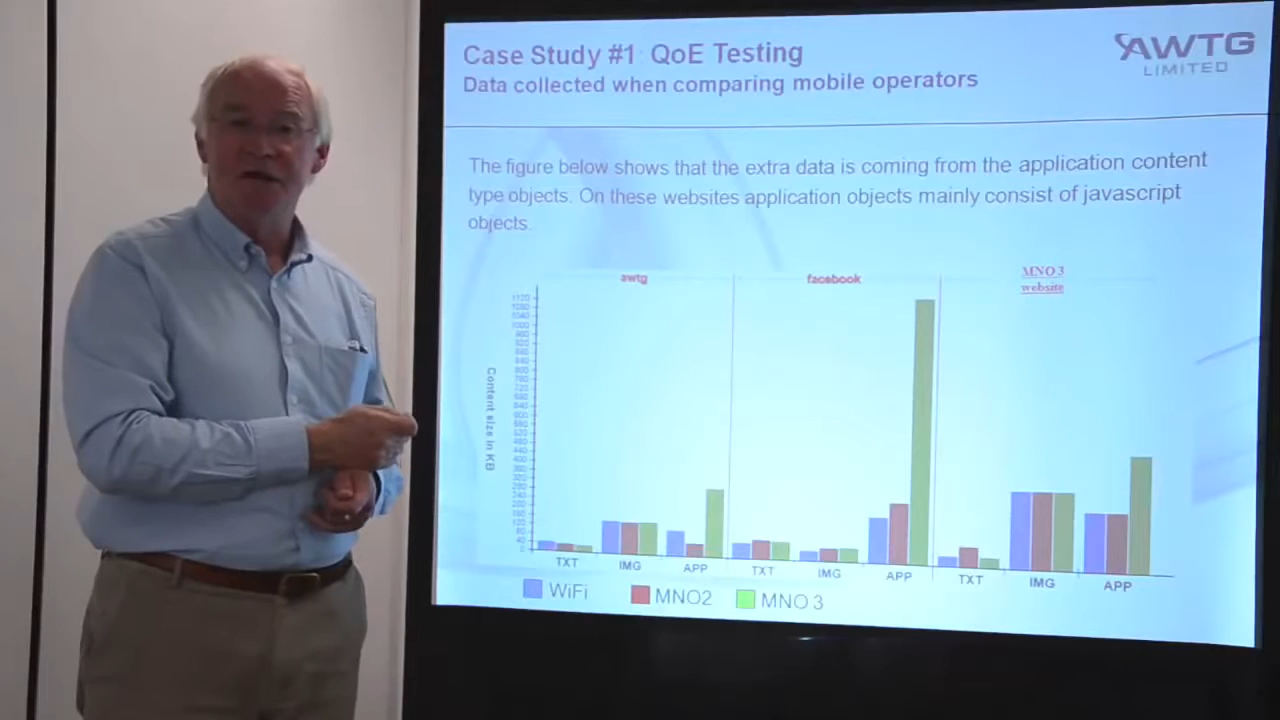 Case Study #1 QoE Testing
Data collected when comparing mobile operators
AWTG
LIMITED
The figure below shows that the extra data is coming from the application content
type objects. On these websites application objects mainly consist of javascript
objects.
awtg
facebook
MNO 3
website
Content size in KB
TXT IMG APP TXT IMG APP TXT IMG APP
WiFi MNO2 MNO 3